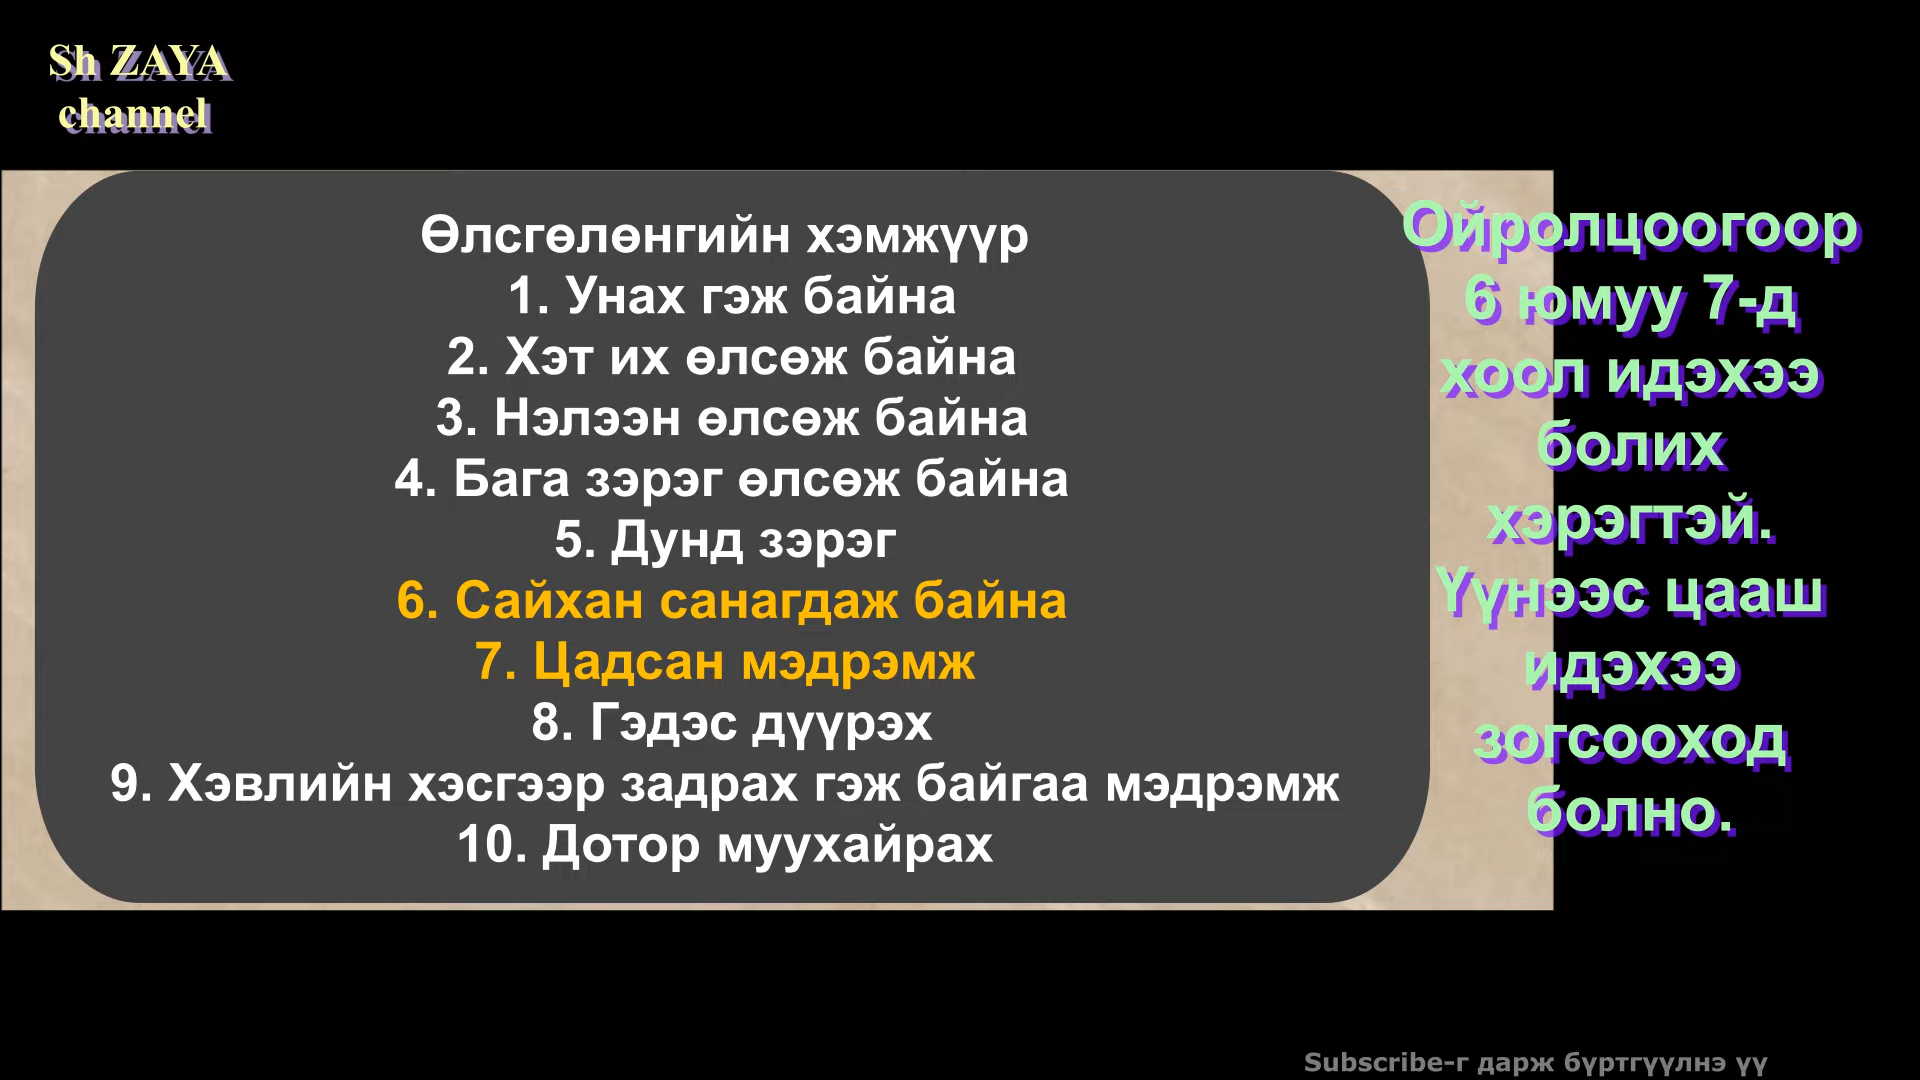 Sh ZAYA
channel
Өлсгөлөнгийн хэмжүүр
1. Унах гэж байна
2. Хэт их өлсөж байна
3. Нэлээн өлсөж байна
4. Бага зэрэг өлсөж байна
5. Дунд зэрэг
6. Сайхан санагдаж байна
7. Цадсан мэдрэмж
8. Гэдэс дүүрэх
9. Хэвлийн хэсгээр задрах гэж байгаа мэдрэмж
10. Дотор муухайрах
Ойролцоогоор
6 юмуу 7-д
хоол идэхээ
болих
хэрэгтэй.
Үүнээс цааш
идэхээ
зогсооход
болно.
Subscribe-г дарж бүртгүүлнэ үү